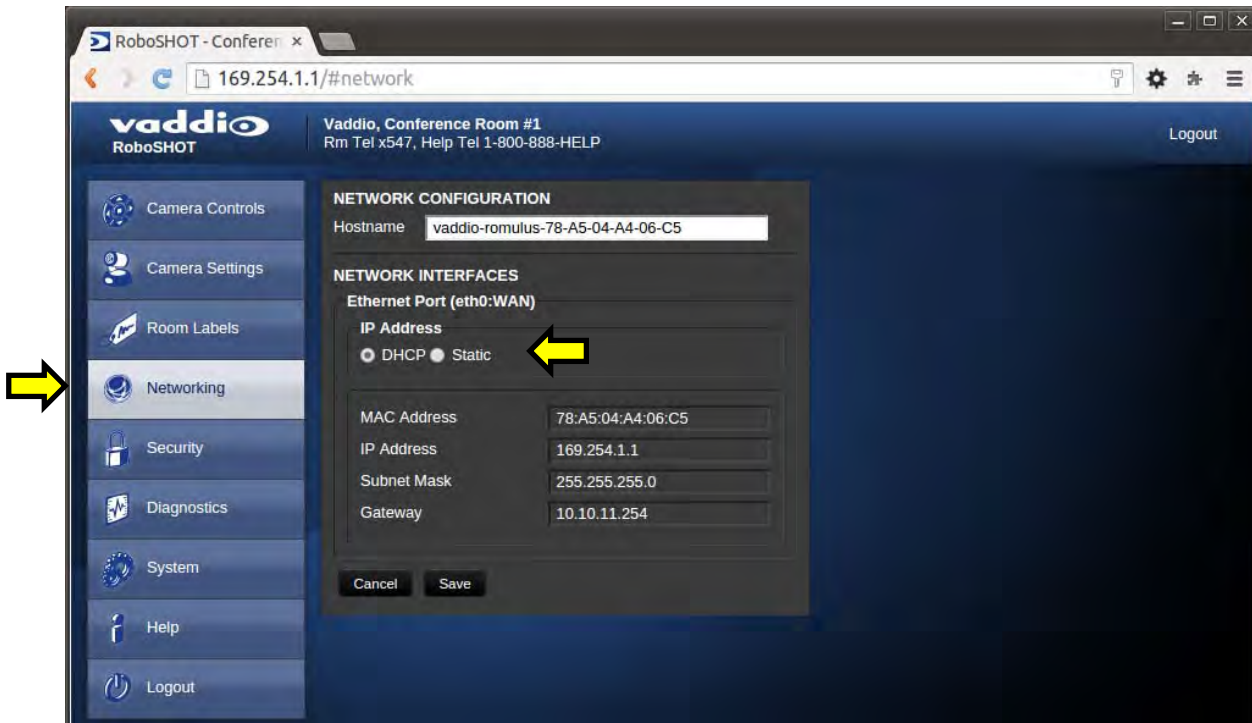 RoboSHOT - Conferen
169.254.1.1/#network
vaddio
RoboSHOT
Vaddio, Conference Room #1
Rm Tel x547, Help Tel 1-800-888-HELP
Logout
Camera Controls
Camera Settings
Room Labels
Networking
Security
Diagnostics
System
Help
Logout
NETWORK CONFIGURATION
Hostname vaddio-romulus-78-A5-04-A4-06-C5
NETWORK INTERFACES
Ethernet Port (eth0:WAN)
IP Address
DHCP Static
MAC Address 78:A5:04:A4:06:C5
IP Address 169.254.1.1
Subnet Mask 255.255.255.0
Gateway 10.10.11.254
Cancel Save